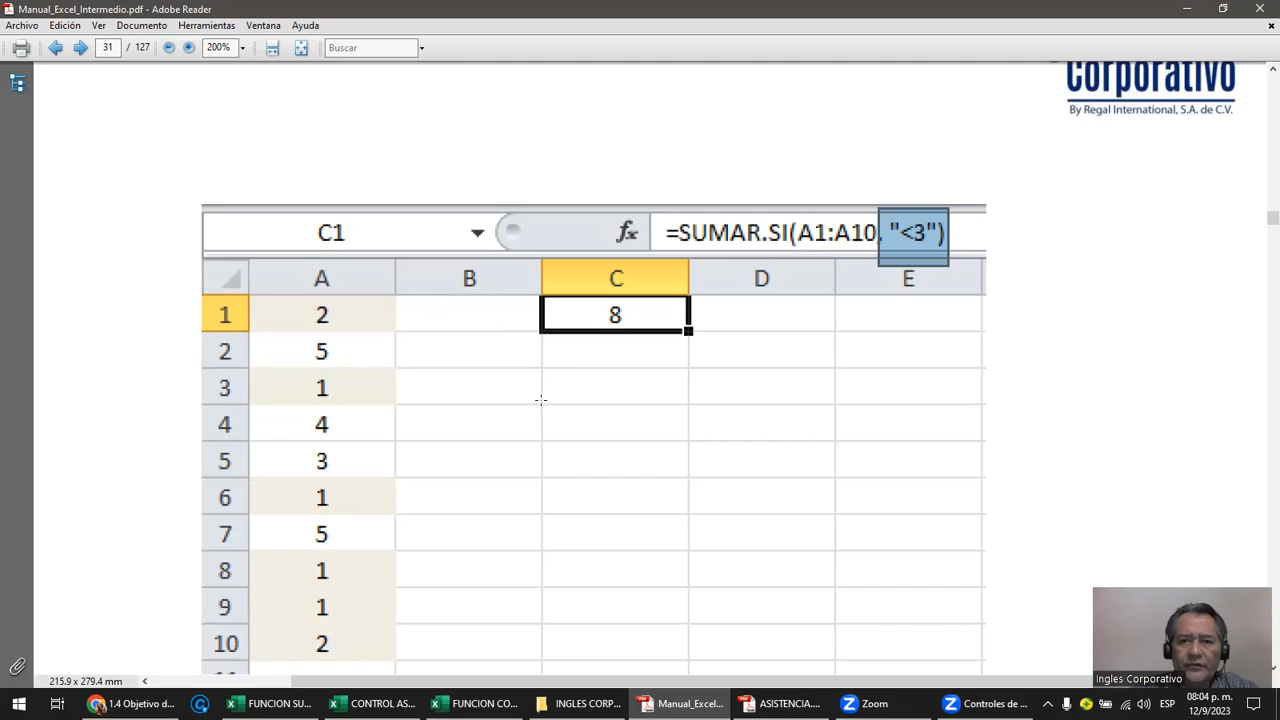 Manual_Excel_Intermedio.pdf - Adobe Reader
Archivo Edición Ver Documento Herramientas Ventana Ayuda
31 / 127 200% Buscar
Corporativo
By Regal International, S.A. de C.V.
C1 fx =SUMAR.SI(A1:A10, "<3")
A B C D E
1 2 8
2 5
3 1
4 4
5 3
6 1
7 5
8 1
9 1
10 2
Ingles Corporativo
215.9 x 279.4 mm
1.4 Objetivo d... FUNCION SU... CONTROL AS... FUNCION CO... INGLES CORP... Manual_Excel... ASISTENCIA.... Zoom Controles de ... ESP 08:04 p. m.
12/9/2023